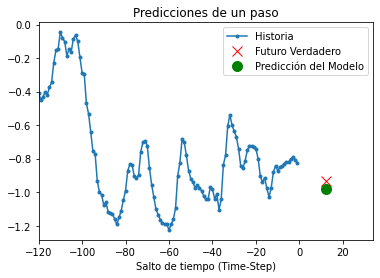 Predicciones de un paso
0.0
−0.2
−0.4
−0.6
−0.8
−1.0
−1.2
Historia
Futuro Verdadero
Predicción del Modelo
−120 −100 −80 −60 −40 −20 0 20
Salto de tiempo (Time-Step)